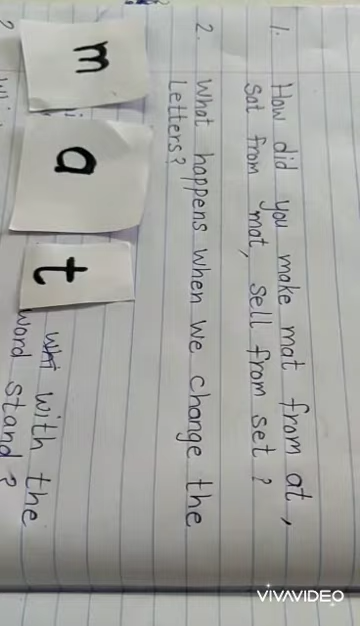 1. How did you make mat from at,
sat from mat, sell from set?
2. What happens when we change the
Letters?
m a t
with the
word stand?
VIVAVIDEO